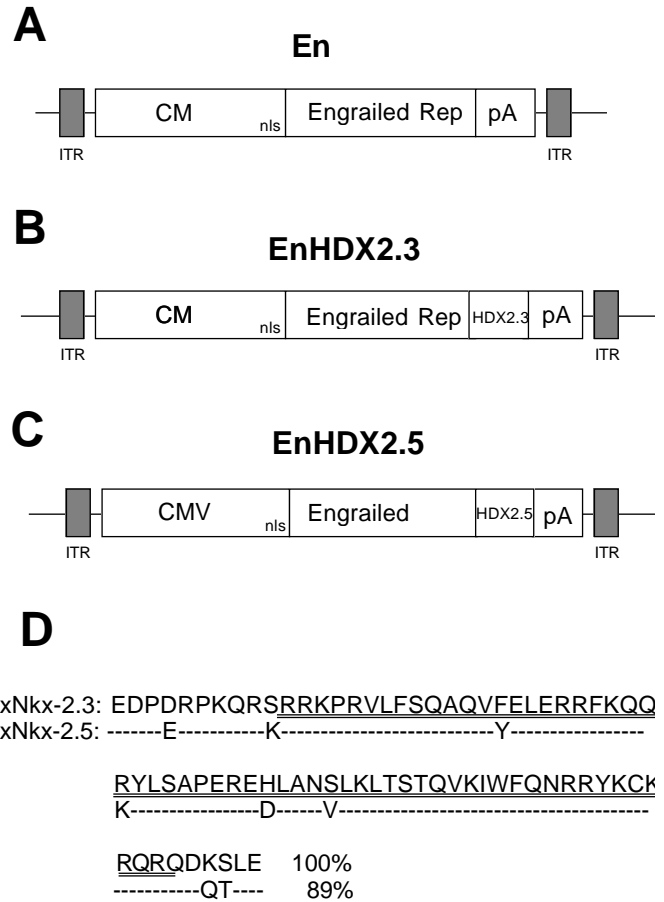 A
En
CM
nls
Engrailed Rep
pA
ITR
ITR
B
EnHDX2.3
CM
nls
Engrailed Rep
HDX2.3
pA
ITR
ITR
C
EnHDX2.5
CMV
nls
Engrailed
HDX2.5
pA
ITR
ITR
D
xNkx-2.3: EDPDRPKQRSRRKPRVLFSQAQVFELERRFKQQ
xNkx-2.5: -------E-----------K---------------------------Y-----------------
RYLSAPEREHLANSLKLTSTQVKIWFQNRRYKCK
K----------------D------V---------------------------------------
RQRQDKSLE 100%
-----------QT---- 89%